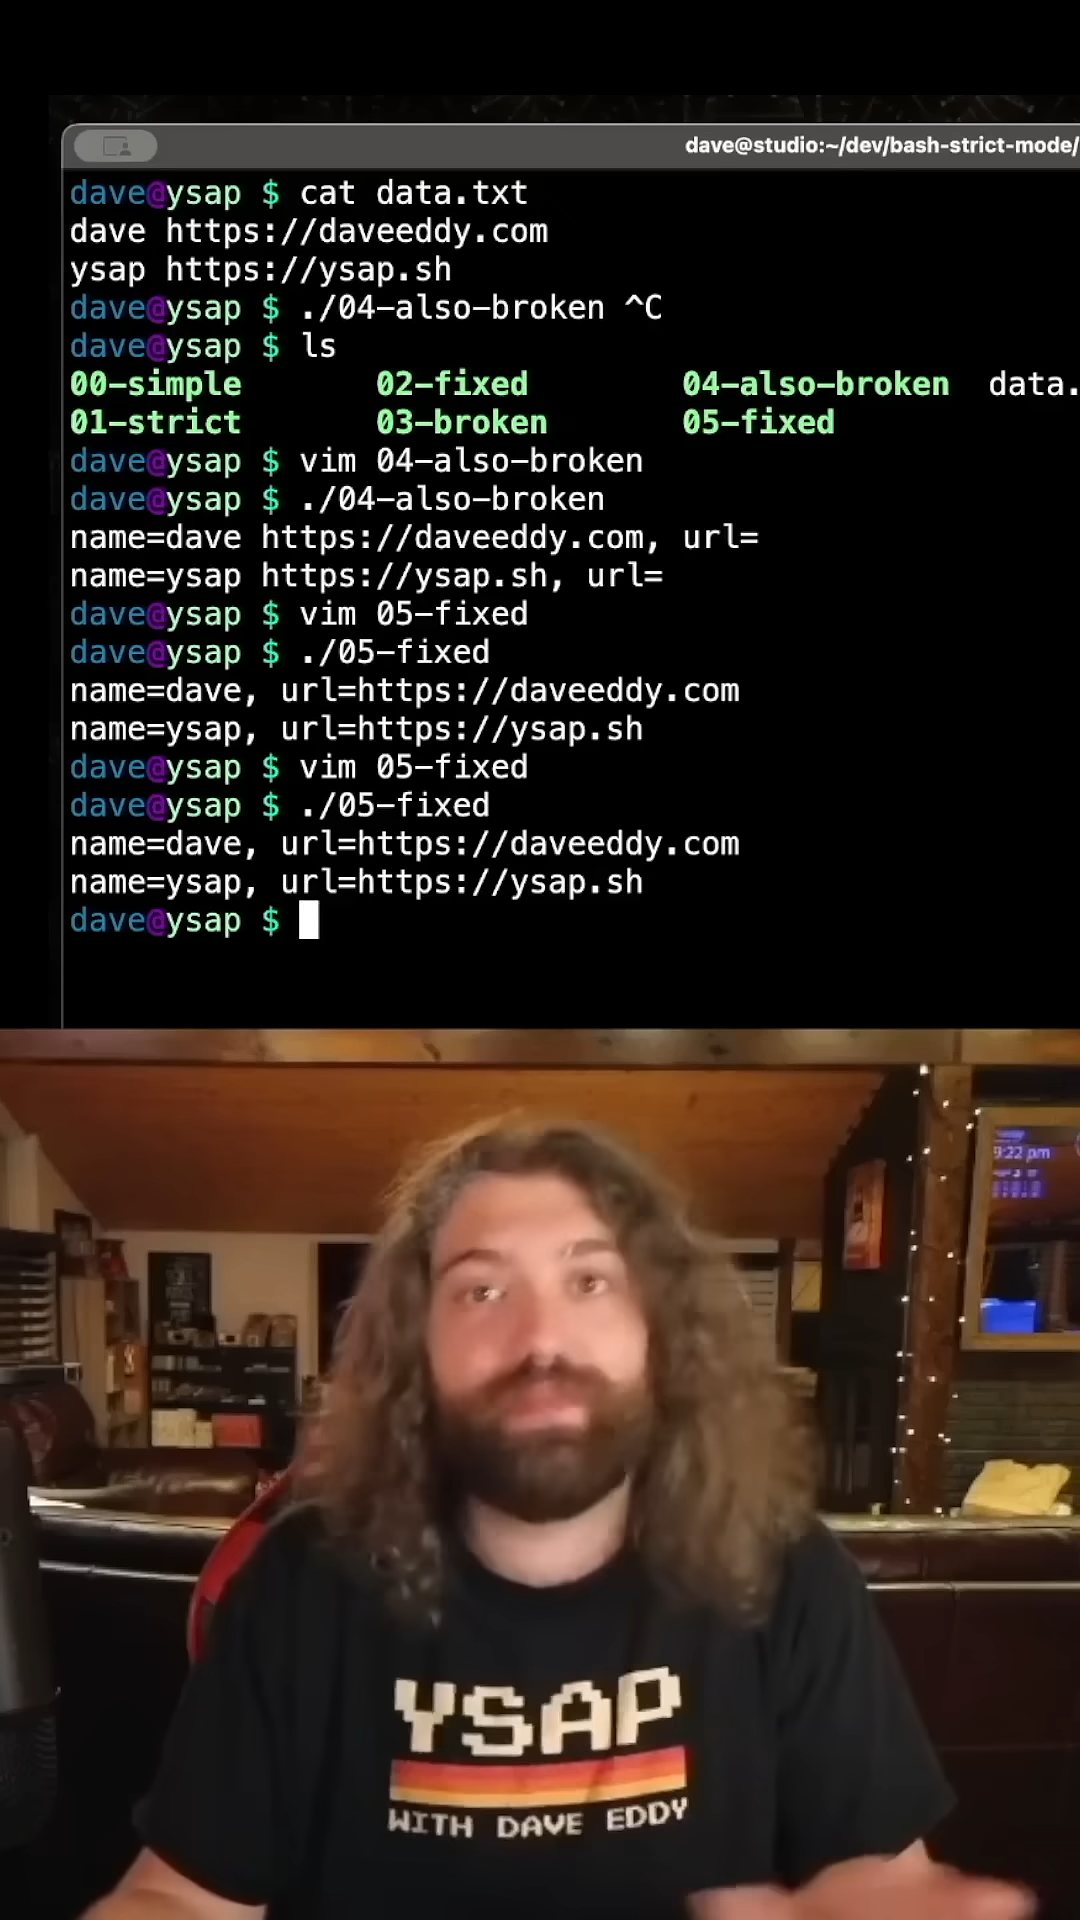 dave@studio:~/dev/bash-strict-mode/
dave@ysap $ cat data.txt
dave https://daveeddy.com
ysap https://ysap.sh
dave@ysap $ ./04-also-broken ^C
dave@ysap $ ls
00-simple 02-fixed 04-also-broken data.
01-strict 03-broken 05-fixed
dave@ysap $ vim 04-also-broken
dave@ysap $ ./04-also-broken
name=dave https://daveeddy.com, url=
name=ysap https://ysap.sh, url=
dave@ysap $ vim 05-fixed
dave@ysap $ ./05-fixed
name=dave, url=https://daveeddy.com
name=ysap, url=https://ysap.sh
dave@ysap $ vim 05-fixed
dave@ysap $ ./05-fixed
name=dave, url=https://daveeddy.com
name=ysap, url=https://ysap.sh
dave@ysap $
9:22 pm
YSAP
WITH DAVE EDDY